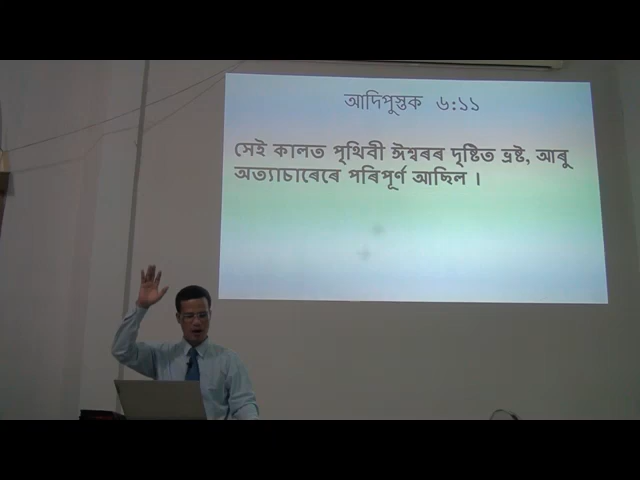 আদিপুস্তক ৬:১১
সেই কালত পৃথিবী ঈশ্বৰৰ দৃষ্টিত ভ্ৰষ্ট, আৰু
অত্যাচাৰেৰে পৰিপূৰ্ণ আছিল ।